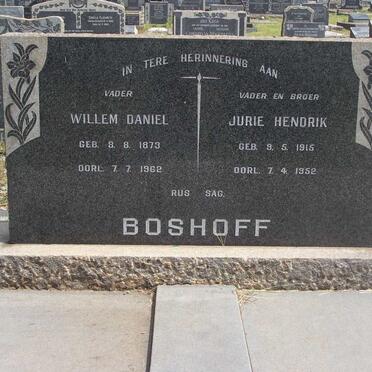 IN TERE HERINNERING AAN
VADER
WILLEM DANIEL
GEB. 8. 8. 1873
OORL. 7. 7. 1962
VADER EN BROER
JURIE HENDRIK
GEB. 9. 5. 1915
OORL. 7. 4. 1952
RUS SAG.
BOSHOFF